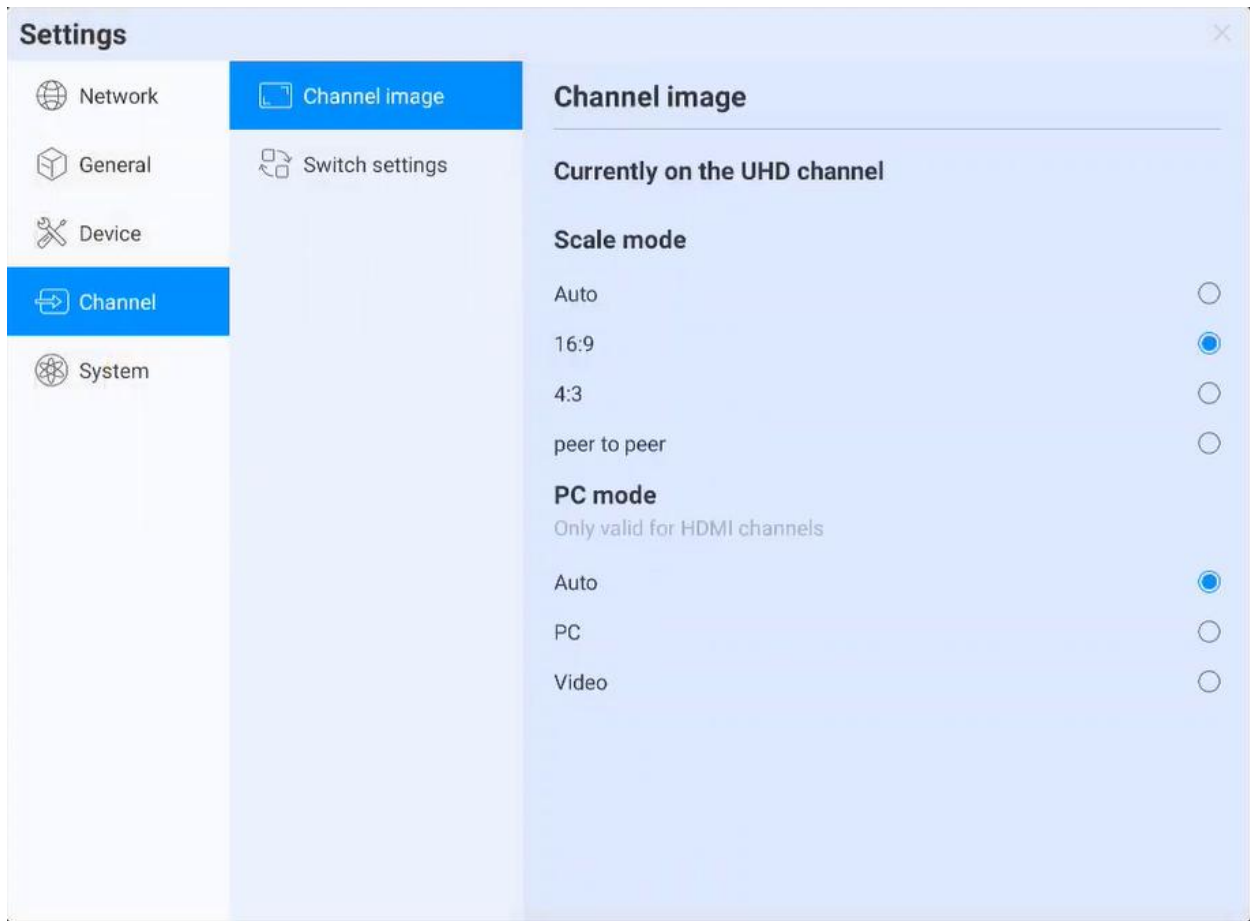 Settings
Network
General
Device
Channel
System
Channel image
Switch settings
Channel image
Currently on the UHD channel
Scale mode
Auto
16:9
4:3
peer to peer
PC mode
Only valid for HDMI channels
Auto
PC
Video